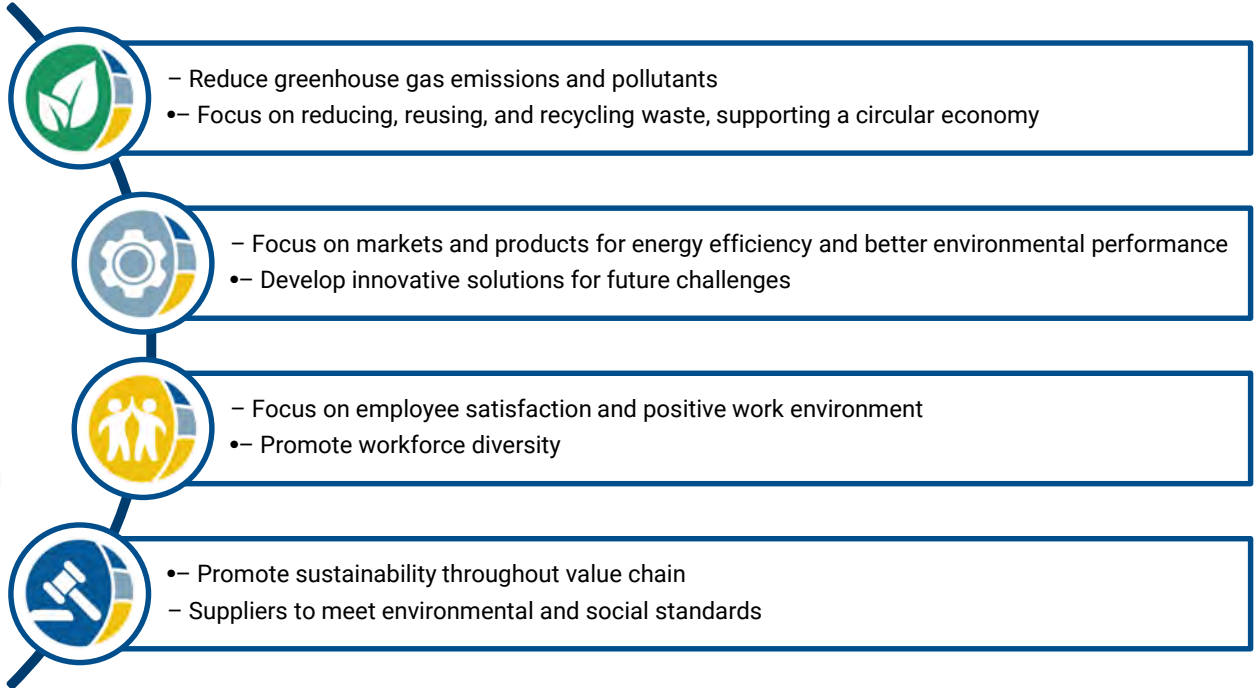 – Reduce greenhouse gas emissions and pollutants
•– Focus on reducing, reusing, and recycling waste, supporting a circular economy
– Focus on markets and products for energy efficiency and better environmental performance
•– Develop innovative solutions for future challenges
– Focus on employee satisfaction and positive work environment
•– Promote workforce diversity
•– Promote sustainability throughout value chain
– Suppliers to meet environmental and social standards